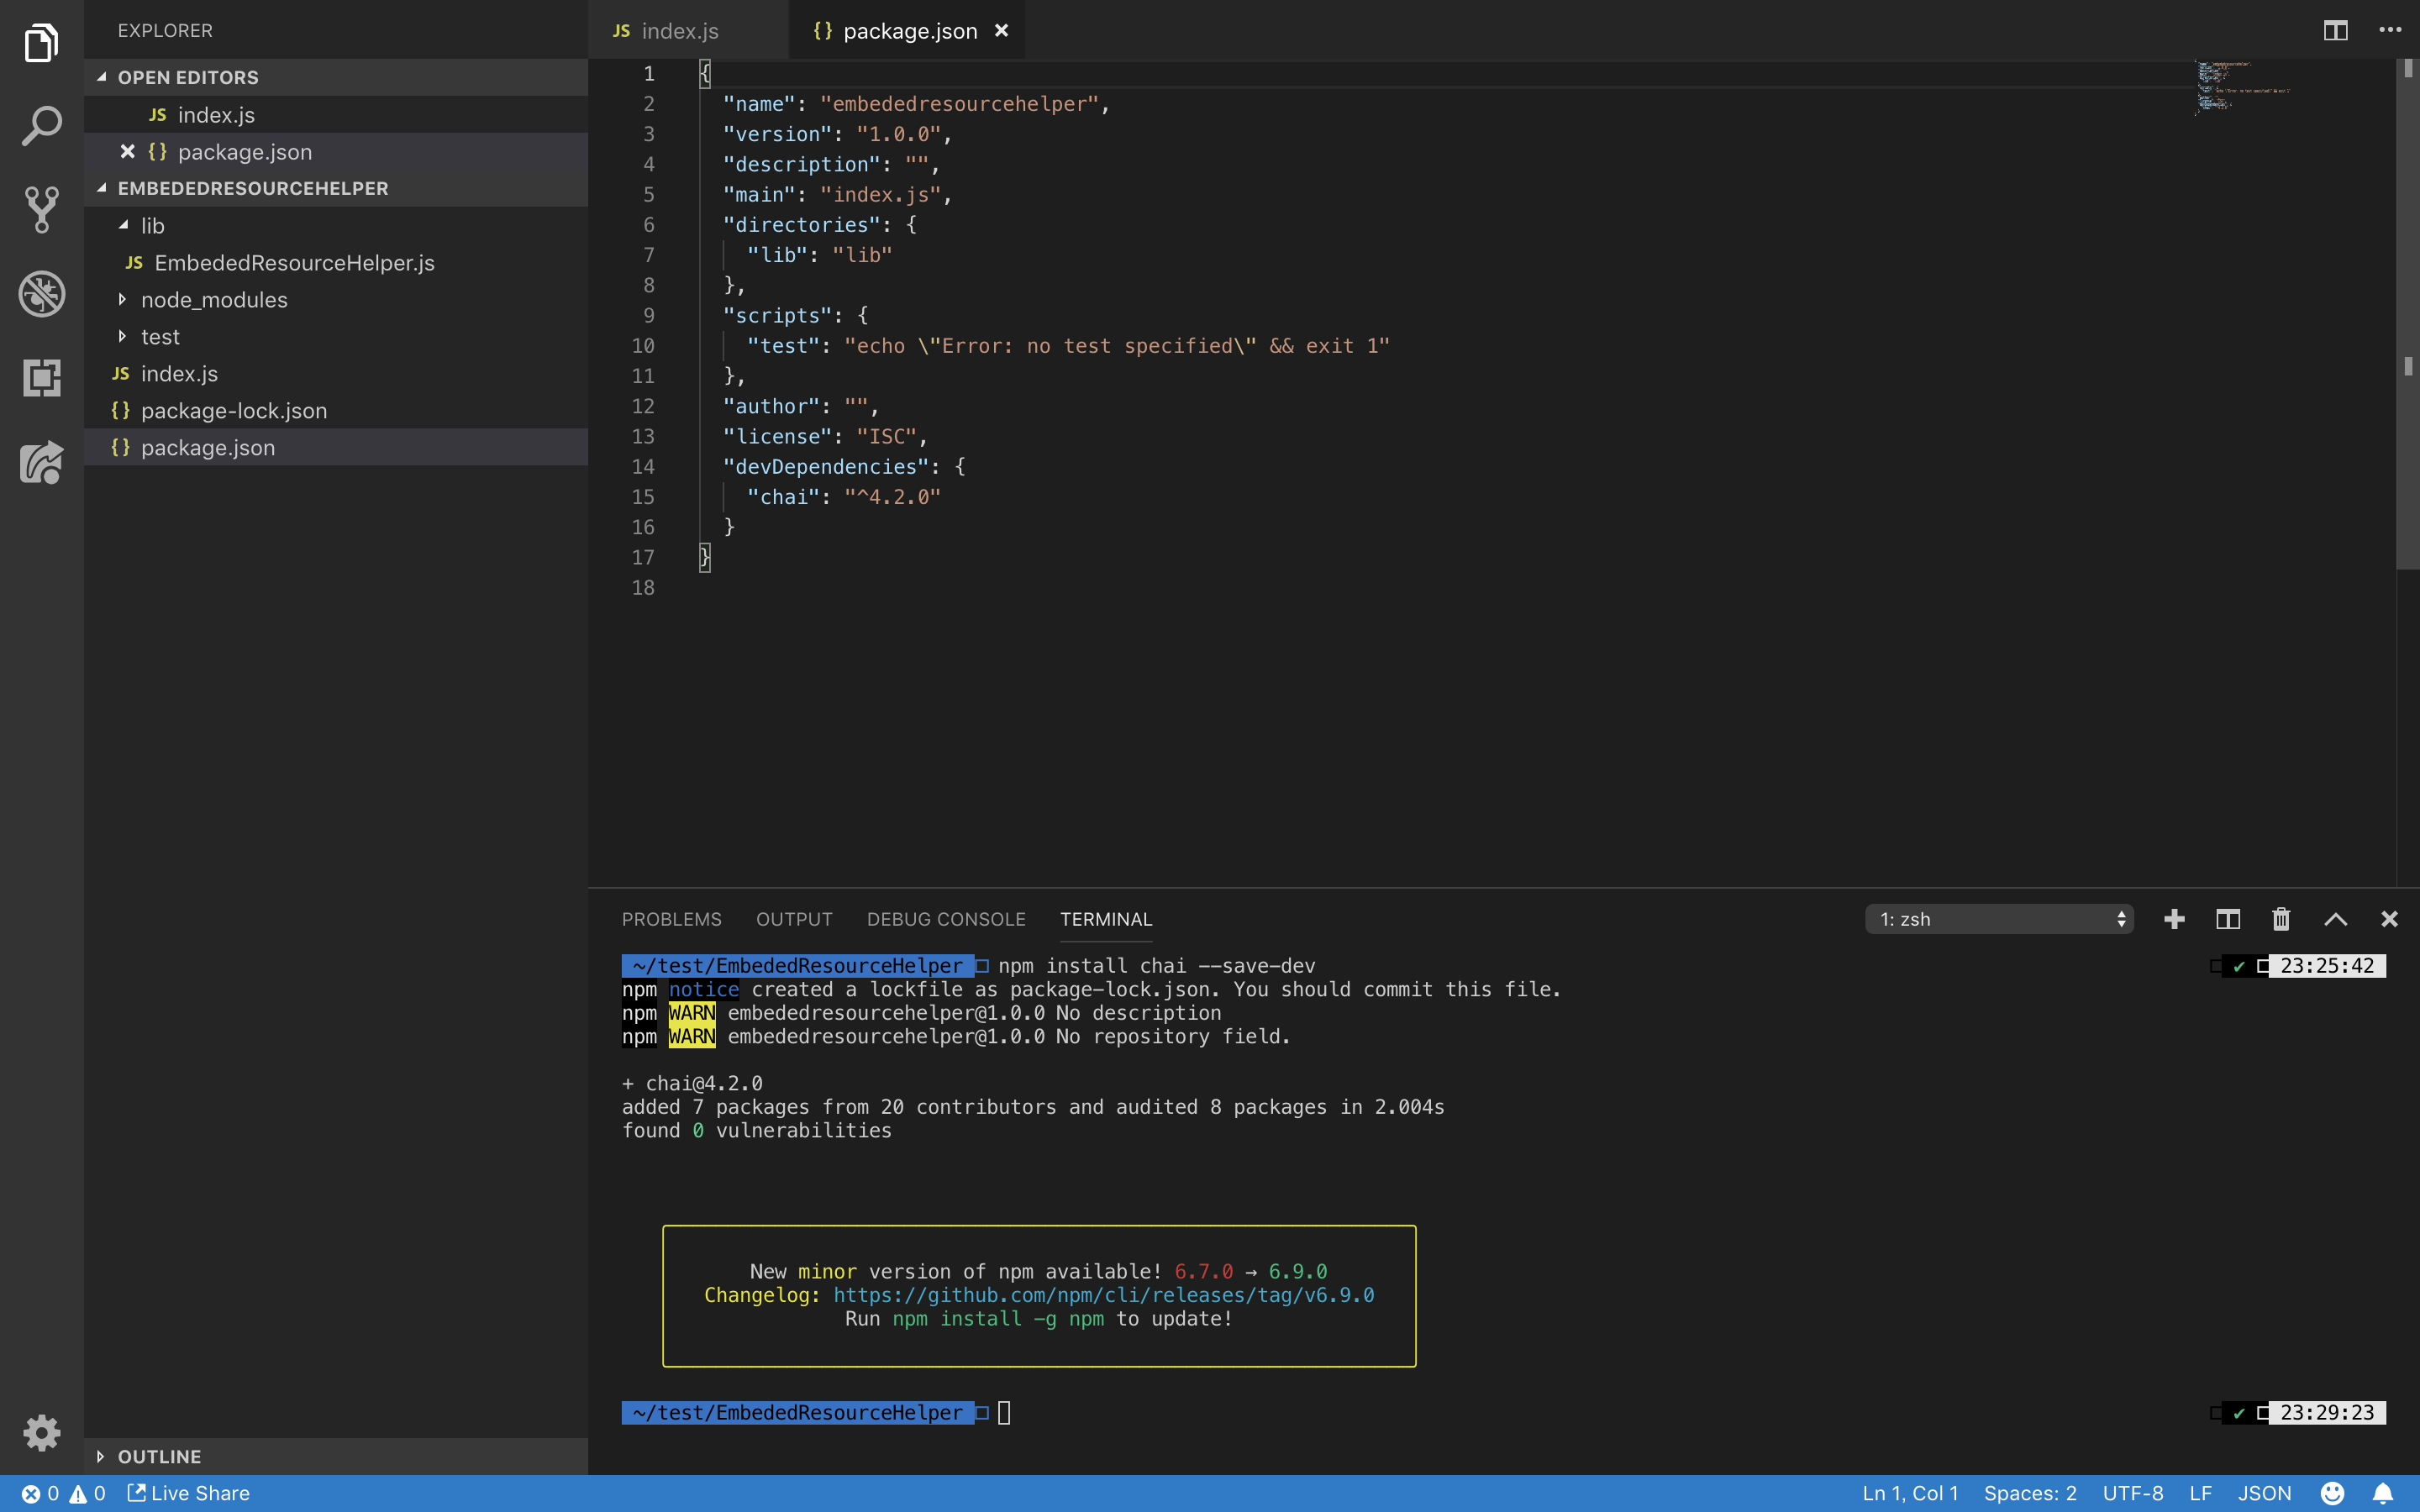 EXPLORER
OPEN EDITORS
JS index.js
{} package.json
EMBEDEDRESOURCEHELPER
lib
JS EmbededResourceHelper.js
node_modules
test
JS index.js
{} package-lock.json
{} package.json
OUTLINE
JS index.js
{} package.json
1 {
2 "name": "embededresourcehelper",
3 "version": "1.0.0",
4 "description": "",
5 "main": "index.js",
6 "directories": {
7 "lib": "lib"
8 },
9 "scripts": {
10 "test": "echo \"Error: no test specified\" && exit 1"
11 },
12 "author": "",
13 "license": "ISC",
14 "devDependencies": {
15 "chai": "^4.2.0"
16 }
17 }
18
PROBLEMS OUTPUT DEBUG CONSOLE TERMINAL 1: zsh
~/test/EmbededResourceHelper npm install chai --save-dev ✔ 23:25:42
npm notice created a lockfile as package-lock.json. You should commit this file.
npm WARN embededresourcehelper@1.0.0 No description
npm WARN embededresourcehelper@1.0.0 No repository field.
+ chai@4.2.0
added 7 packages from 20 contributors and audited 8 packages in 2.004s
found 0 vulnerabilities
New minor version of npm available! 6.7.0 → 6.9.0
Changelog: https://github.com/npm/cli/releases/tag/v6.9.0
Run npm install -g npm to update!
~/test/EmbededResourceHelper ✔ 23:29:23
0 0 Live Share Ln 1, Col 1 Spaces: 2 UTF-8 LF JSON